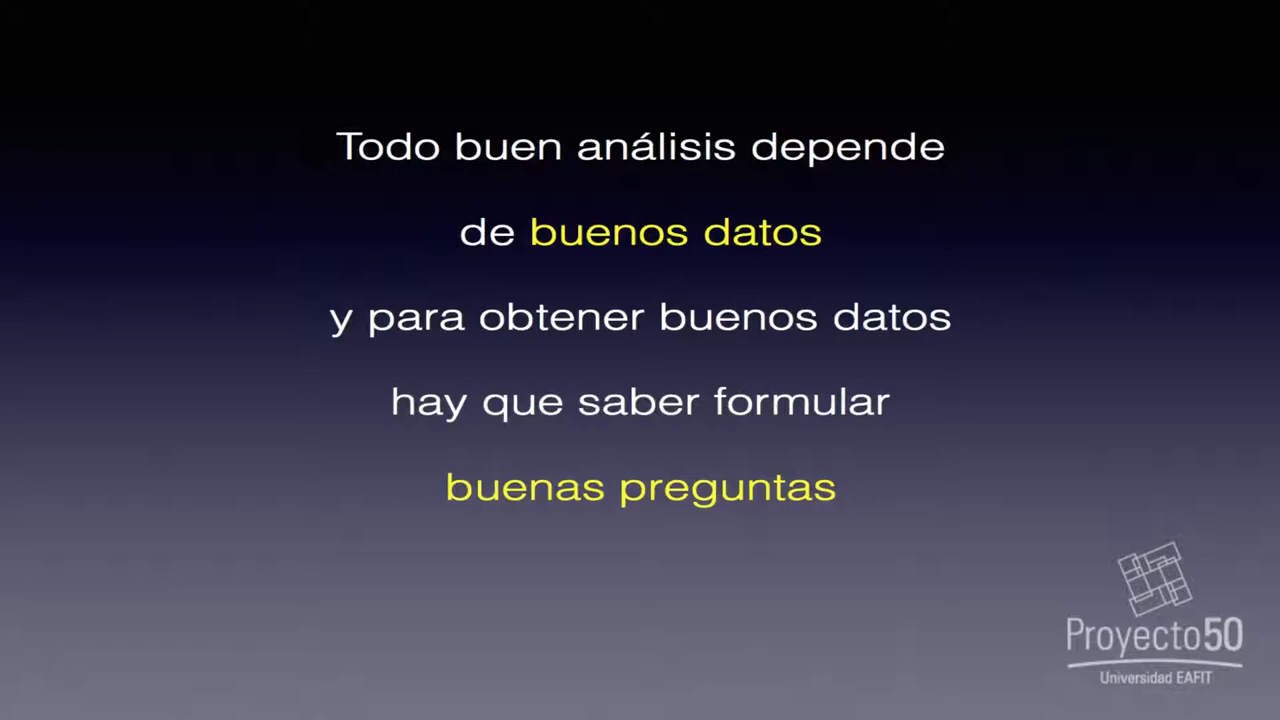 Todo buen análisis depende
de buenos datos
y para obtener buenos datos
hay que saber formular
buenas preguntas
Proyecto50
Universidad EAFIT